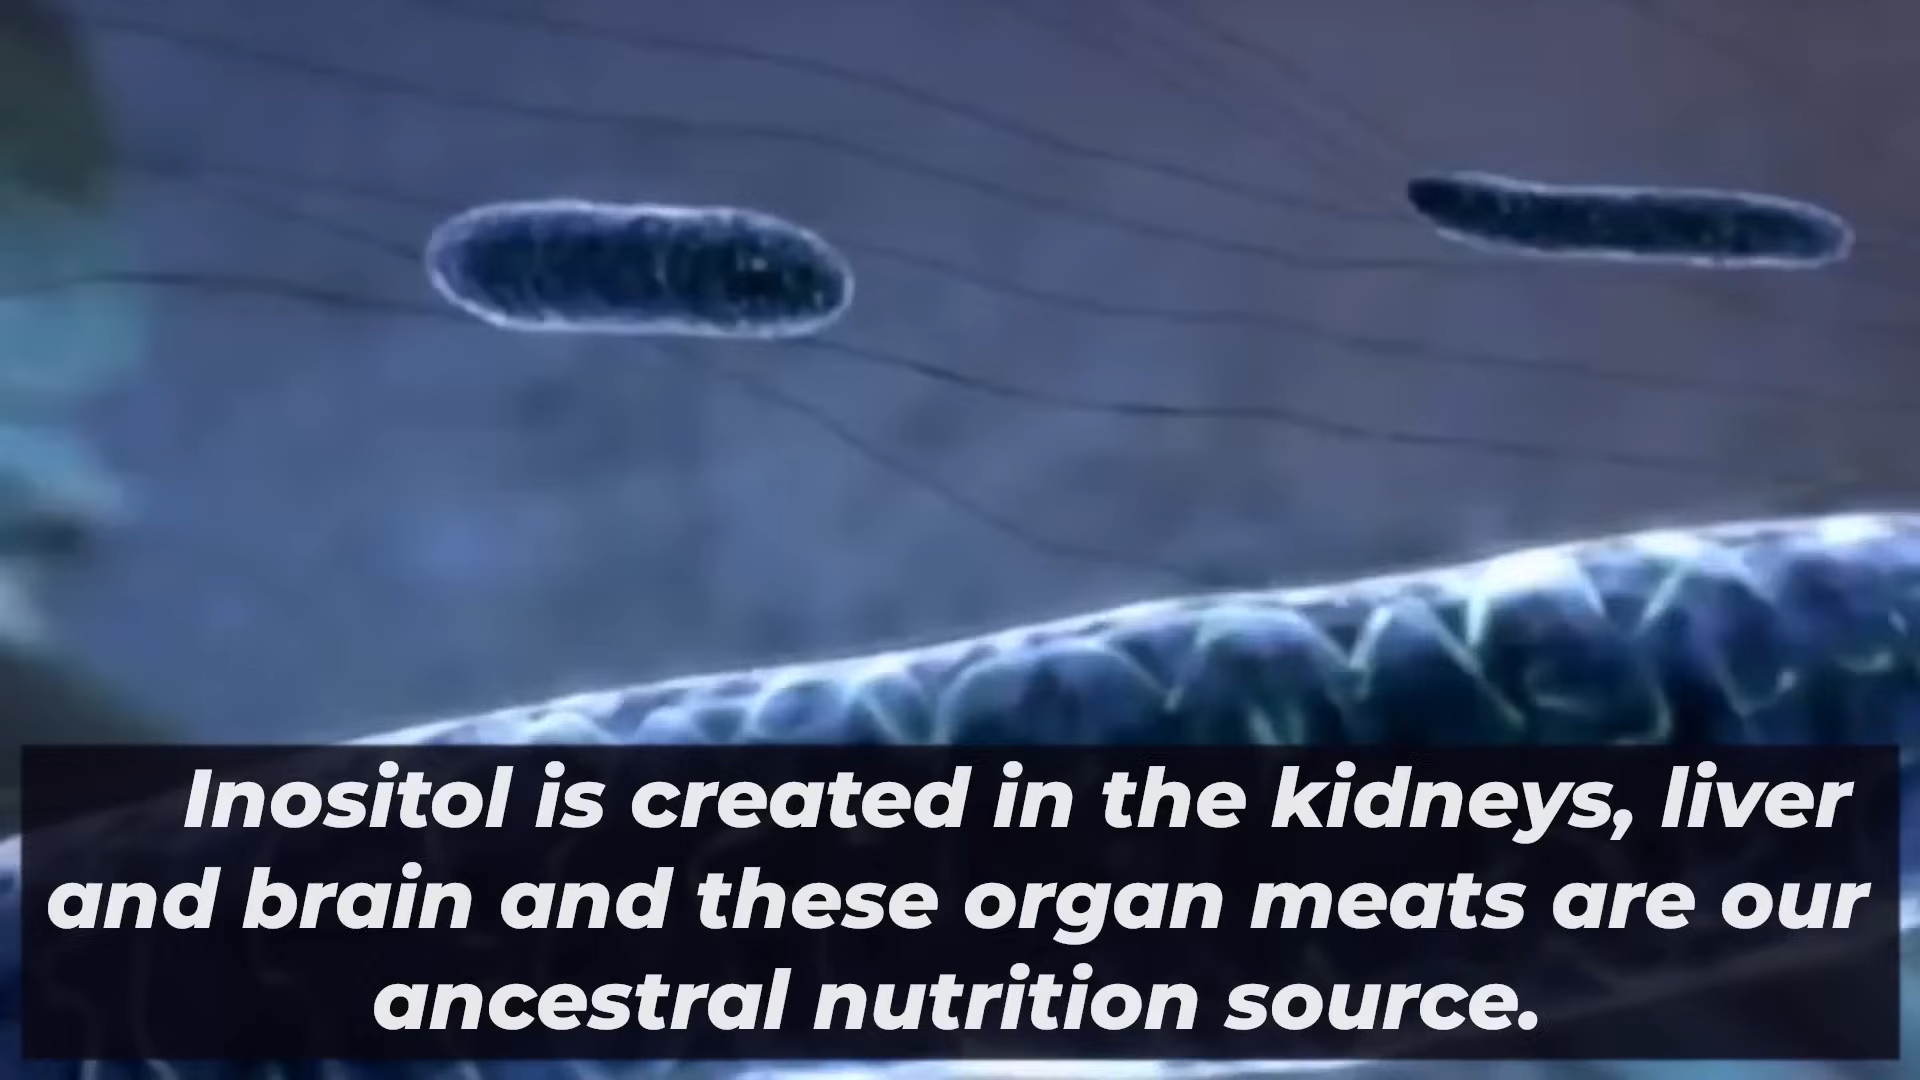 Inositol is created in the kidneys, liver
and brain and these organ meats are our
ancestral nutrition source.